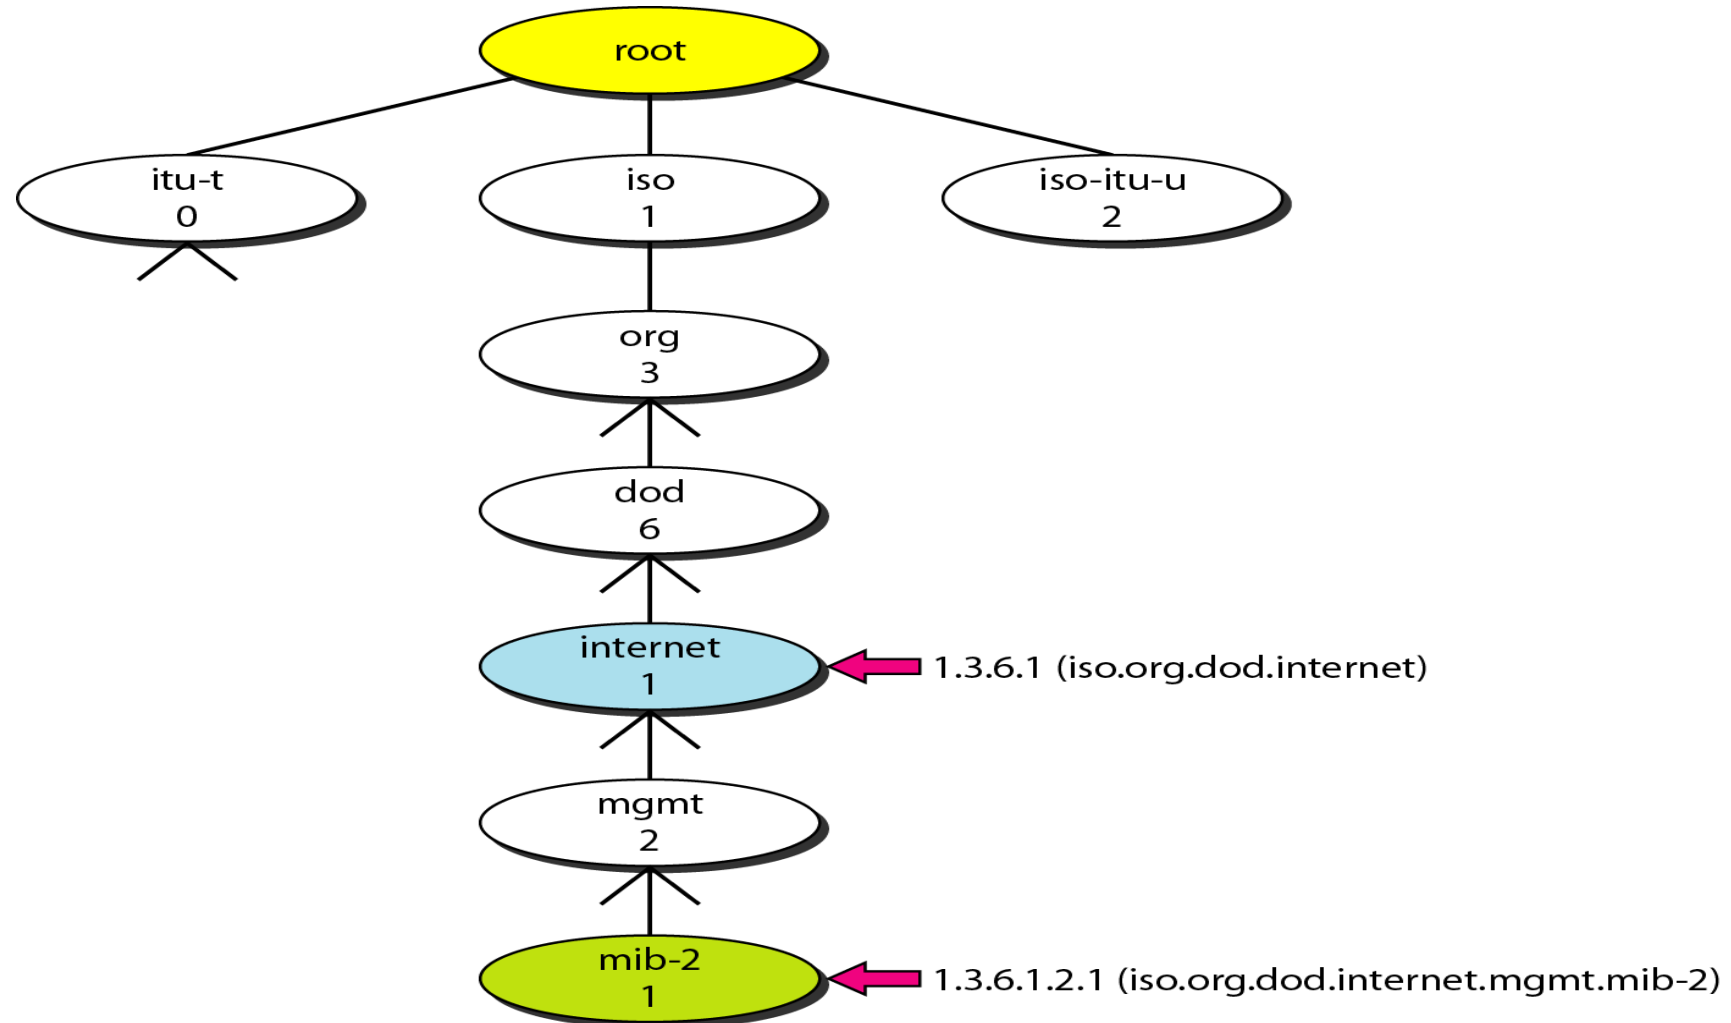 root
itu-t
0
iso
1
iso-itu-u
2
org
3
dod
6
internet
1
1.3.6.1 (iso.org.dod.internet)
mgmt
2
mib-2
1
1.3.6.1.2.1 (iso.org.dod.internet.mgmt.mib-2)